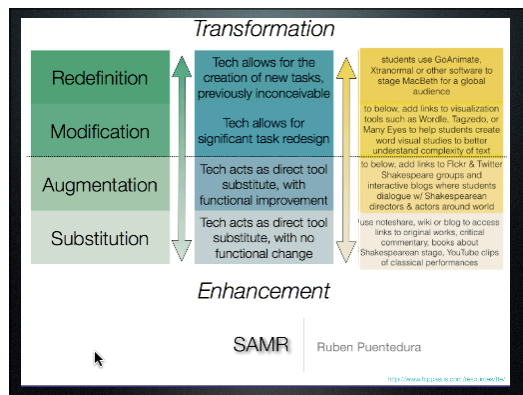 Transformation
Redefinition
Tech allows for the
creation of new tasks,
previously inconceivable
students use GoAnimate,
Xtranormal or other software to
stage MacBeth for a global
audience
Modification
Tech allows for
significant task redesign
to below, add links to visualization
tools such as Wordle, Tagzedo, or
Many Eyes to help students create
word visual studies to better
understand complexity of text
Augmentation
Tech acts as direct tool
substitute, with
functional improvement
to below, add links to Flickr & Twitter
Shakespeare groups and
interactive blogs where students
dialogue w/ Shakespearean
directors & actors around world
Substitution
Tech acts as direct tool
substitute, with no
functional change
use noteshare, wiki or blog to access
links to original works, critical
commentary, books about
Shakespearean stage, YouTube clips
of classical performances
Enhancement
SAMR
Ruben Puentedura